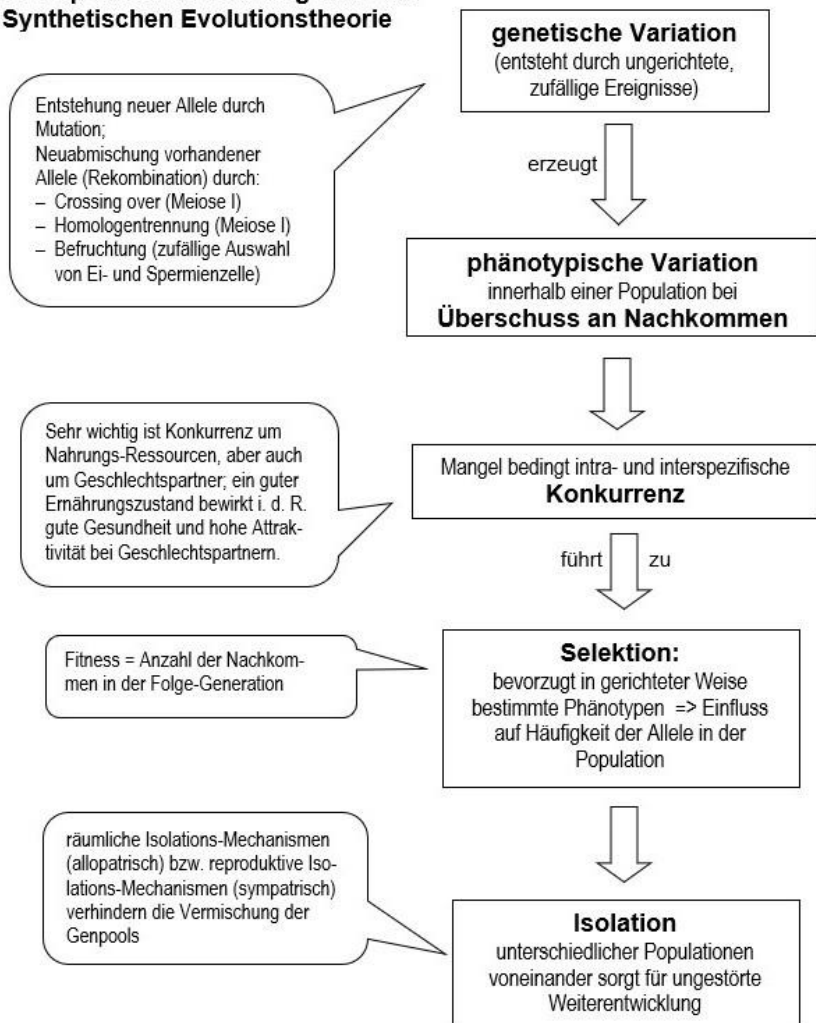 Synthetischen Evolutionstheorie
genetische Variation
(entsteht durch ungerichtete,
zufällige Ereignisse)
Entstehung neuer Allele durch
Mutation;
Neuabmischung vorhandener
Allele (Rekombination) durch:
– Crossing over (Meiose I)
– Homologentrennung (Meiose I)
– Befruchtung (zufällige Auswahl
von Ei- und Spermienzelle)
erzeugt
phänotypische Variation
innerhalb einer Population bei
Überschuss an Nachkommen
Sehr wichtig ist Konkurrenz um
Nahrungs-Ressourcen, aber auch
um Geschlechtspartner; ein guter
Ernährungszustand bewirkt i. d. R.
gute Gesundheit und hohe Attrak-
tivität bei Geschlechtspartnern.
Mangel bedingt intra- und interspezifische
Konkurrenz
führt zu
Fitness = Anzahl der Nachkom-
men in der Folge-Generation
Selektion:
bevorzugt in gerichteter Weise
bestimmte Phänotypen => Einfluss
auf Häufigkeit der Allele in der
Population
räumliche Isolations-Mechanismen
(allopatrisch) bzw. reproduktive Iso-
lations-Mechanismen (sympatrisch)
verhindern die Vermischung der
Genpools
Isolation
unterschiedlicher Populationen
voneinander sorgt für ungestörte
Weiterentwicklung